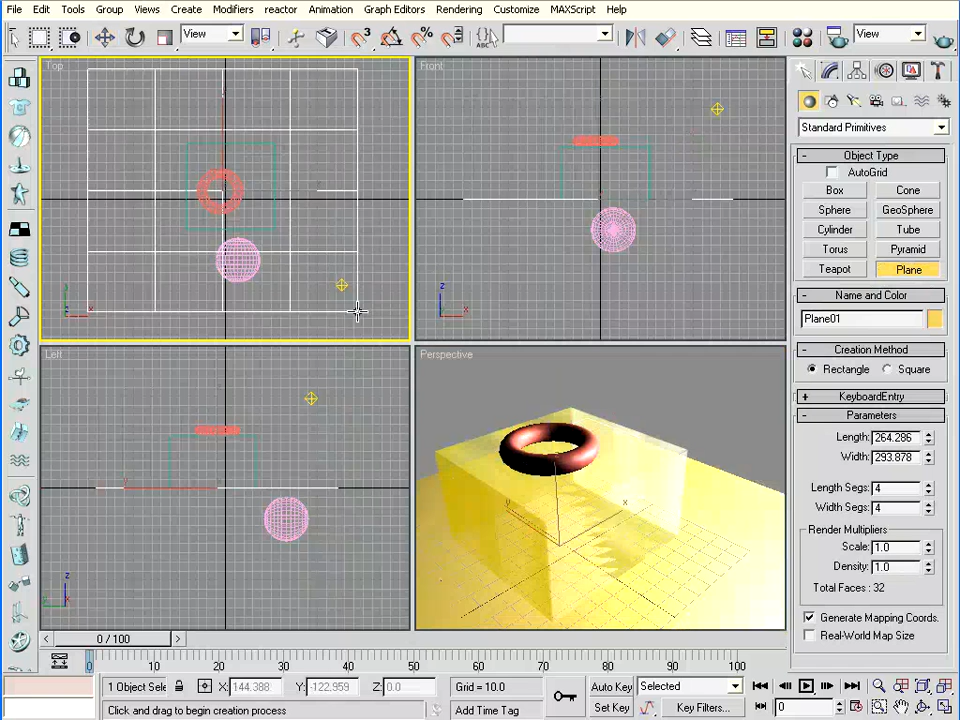 File Edit Tools Group Views Create Modifiers reactor Animation Graph Editors Rendering Customize MAXScript Help
View 3 % {} ABC View
Top Front
Standard Primitives
- Object Type
AutoGrid
Box Cone
Sphere GeoSphere
Cylinder Tube
Torus Pyramid
Teapot Plane
- Name and Color
Plane01
- Creation Method
Rectangle Square
+ KeyboardEntry
- Parameters
Length: 264.286
Width: 293.878
Length Segs: 4
Width Segs: 4
Render Multipliers
Scale: 1.0
Density: 1.0
Total Faces : 32
Generate Mapping Coords.
Real-World Map Size
z x
y x
z x
Left Perspective
z y
y x
< 0 / 100 >
0 10 20 30 40 50 60 70 80 90 100
1 Object Sele X: 144.388 Y: -122.959 Z: 0.0 Grid = 10.0 Auto Key Selected
Click and drag to begin creation process Add Time Tag Set Key Key Filters... 0